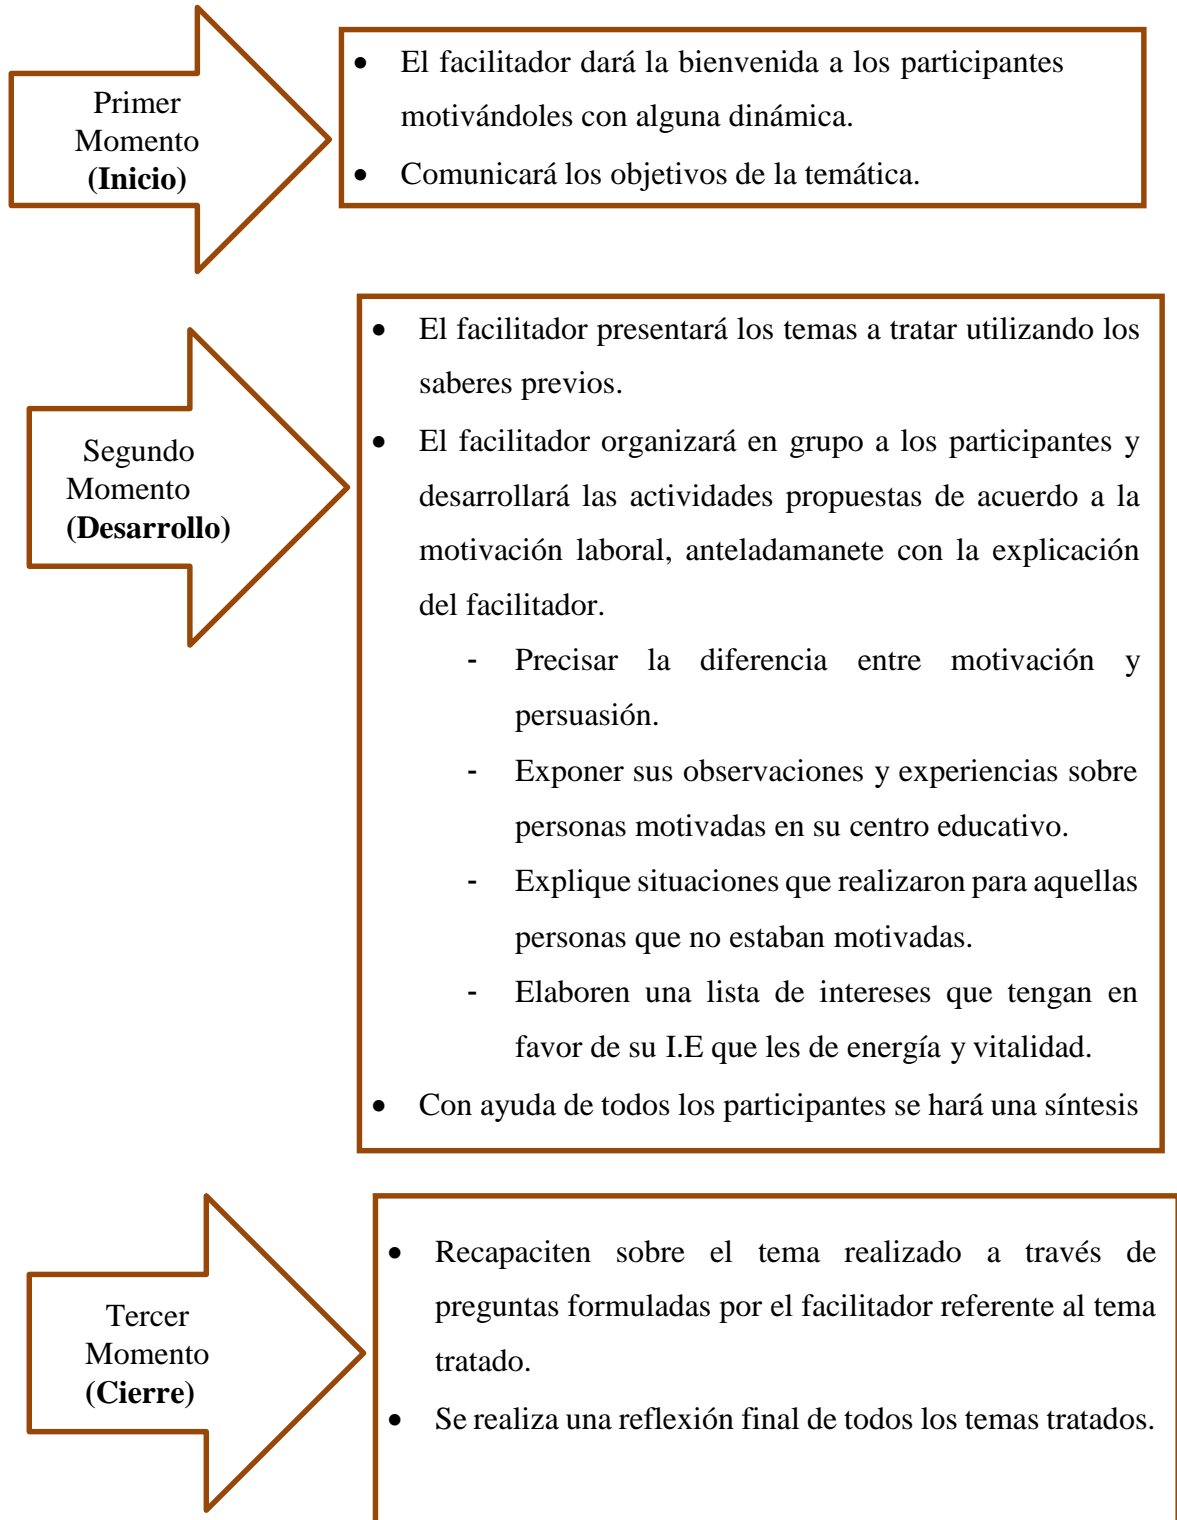 Primer
Momento
(Inicio)
• El facilitador dará la bienvenida a los participantes
motivándoles con alguna dinámica.
• Comunicará los objetivos de la temática.
Segundo
Momento
(Desarrollo)
• El facilitador presentará los temas a tratar utilizando los
saberes previos.
• El facilitador organizará en grupo a los participantes y
desarrollará las actividades propuestas de acuerdo a la
motivación laboral, anteladamanete con la explicación
del facilitador.
- Precisar la diferencia entre motivación y
persuasión.
- Exponer sus observaciones y experiencias sobre
personas motivadas en su centro educativo.
- Explique situaciones que realizaron para aquellas
personas que no estaban motivadas.
- Elaboren una lista de intereses que tengan en
favor de su I.E que les de energía y vitalidad.
• Con ayuda de todos los participantes se hará una síntesis
Tercer
Momento
(Cierre)
• Recapaciten sobre el tema realizado a través de
preguntas formuladas por el facilitador referente al tema
tratado.
• Se realiza una reflexión final de todos los temas tratados.